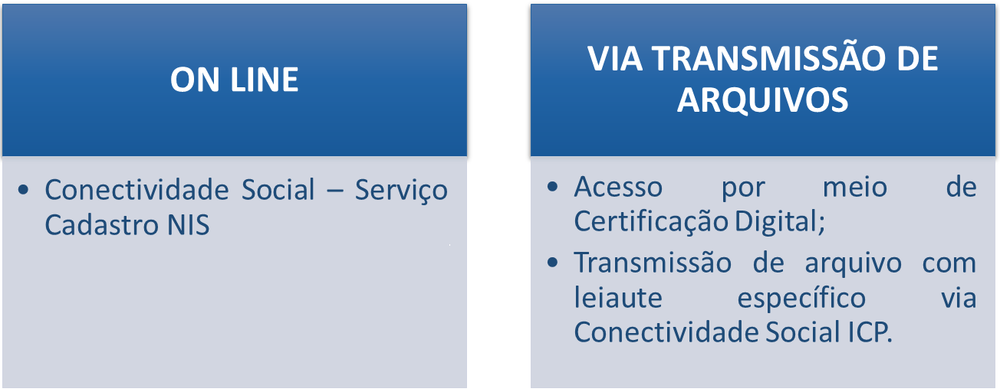 ON LINE
• Conectividade Social – Serviço
Cadastro NIS
VIA TRANSMISSÃO DE
ARQUIVOS
• Acesso por meio de
Certificação Digital;
• Transmissão de arquivo com
leiaute específico via
Conectividade Social ICP.